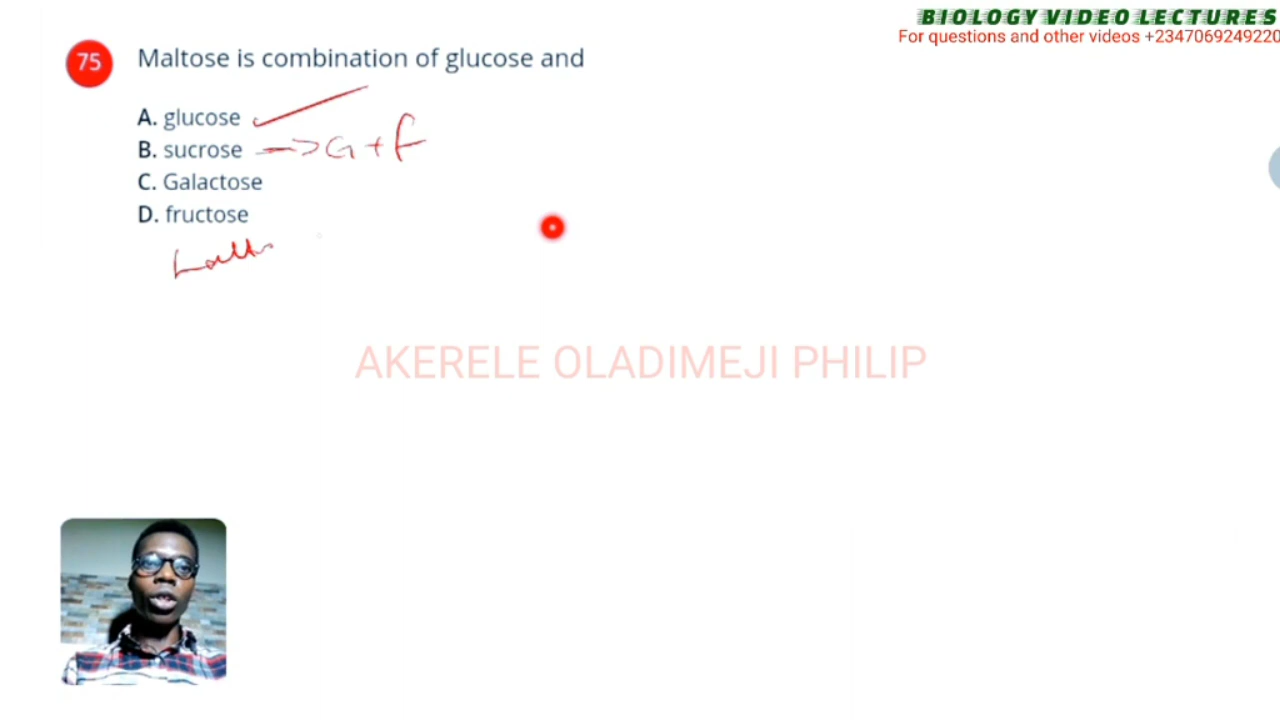 BIOLOGY VIDEO LECTURES
For questions and other videos +2347069249220
75 Maltose is combination of glucose and
A. glucose
B. sucrose → G + f
C. Galactose
D. fructose
AKERELE OLADIMEJI PHILIP